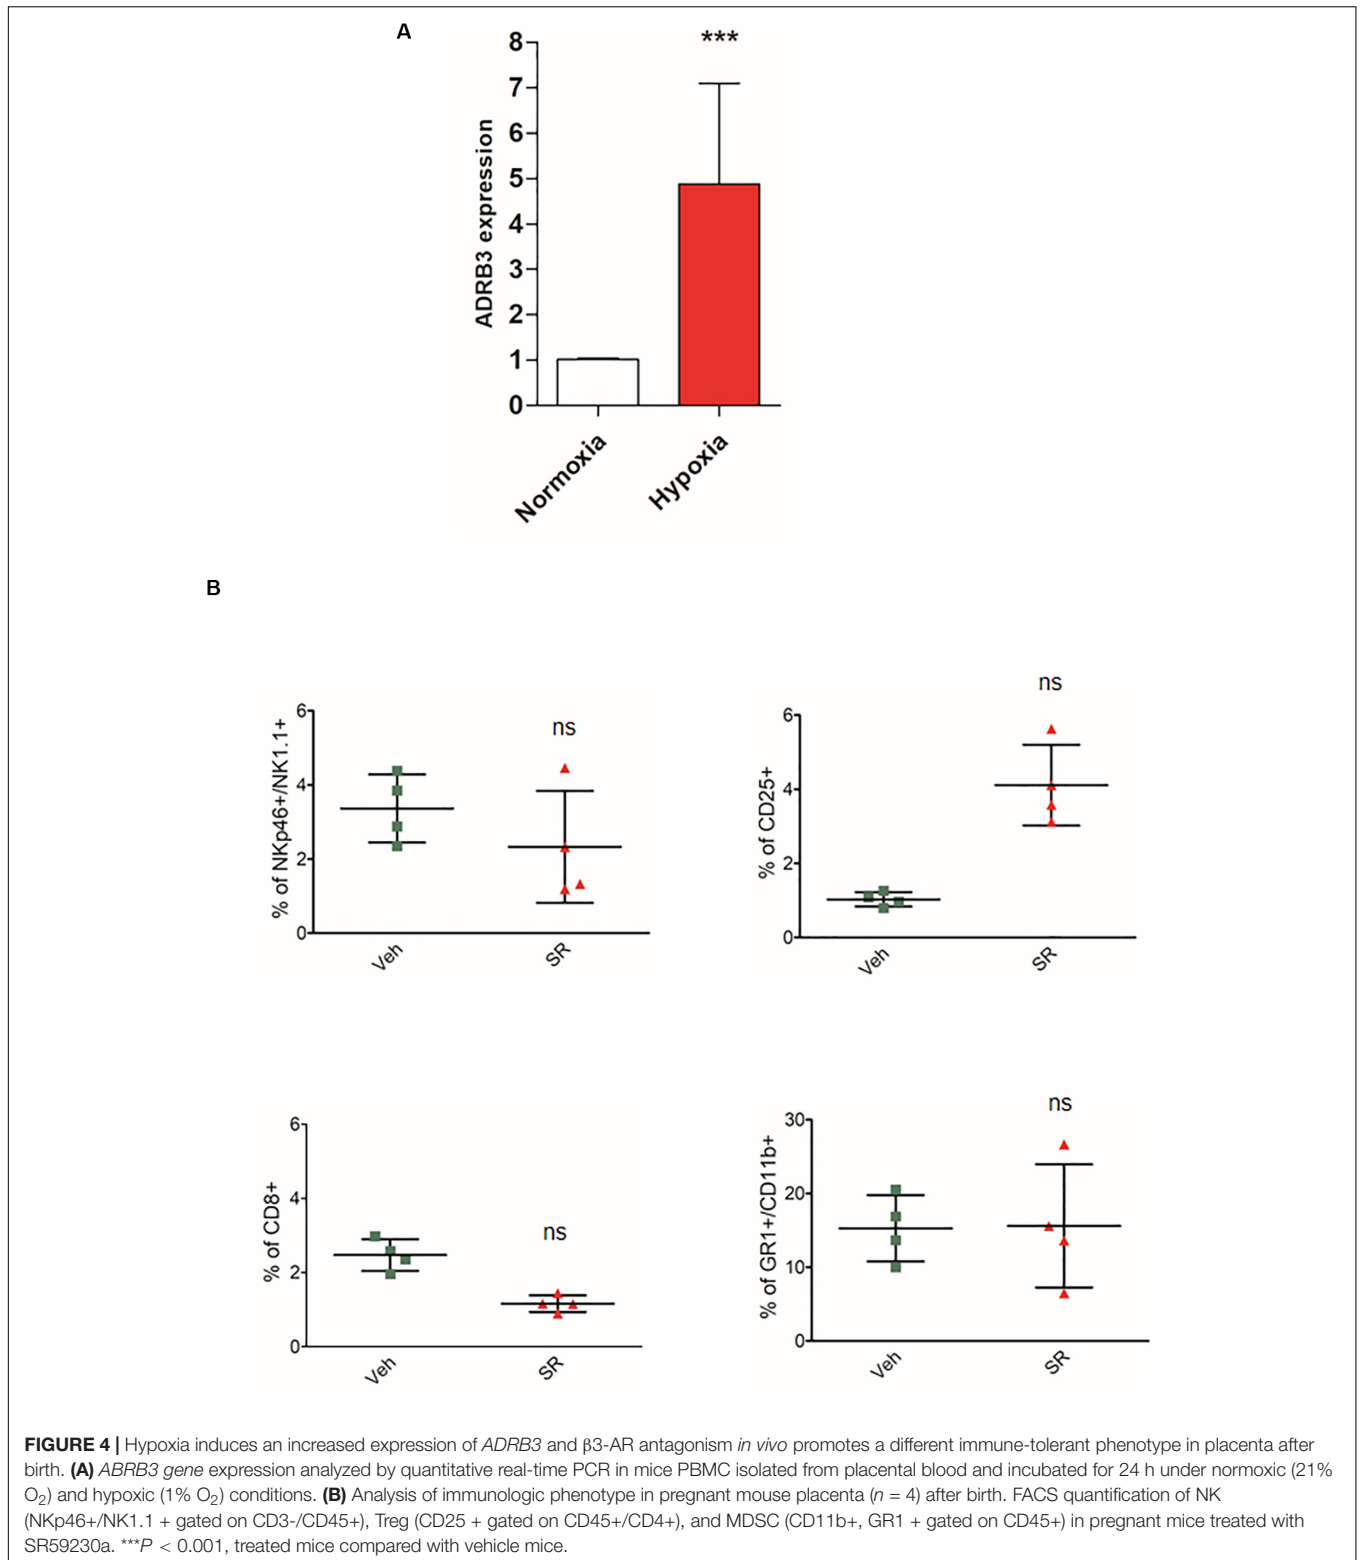 A
***
8
7
6
5
4
3
2
1
0
ADRB3 expression
Normoxia
Hypoxia
B
6
4
2
0
% of NKp46+/NK1.1+
ns
Veh
SR
6
4
2
0
% of CD25+
ns
Veh
SR
6
4
2
0
% of CD8+
ns
Veh
SR
30
20
10
0
% of GR1+/CD11b+
ns
Veh
SR
FIGURE 4 | Hypoxia induces an increased expression of ADRB3 and β3-AR antagonism in vivo promotes a different immune-tolerant phenotype in placenta after
birth. (A) ABRB3 gene expression analyzed by quantitative real-time PCR in mice PBMC isolated from placental blood and incubated for 24 h under normoxic (21%
O₂) and hypoxic (1% O₂) conditions. (B) Analysis of immunologic phenotype in pregnant mouse placenta (n = 4) after birth. FACS quantification of NK
(NKp46+/NK1.1 + gated on CD3-/CD45+), Treg (CD25 + gated on CD45+/CD4+), and MDSC (CD11b+, GR1 + gated on CD45+) in pregnant mice treated with
SR59230a. ***P < 0.001, treated mice compared with vehicle mice.